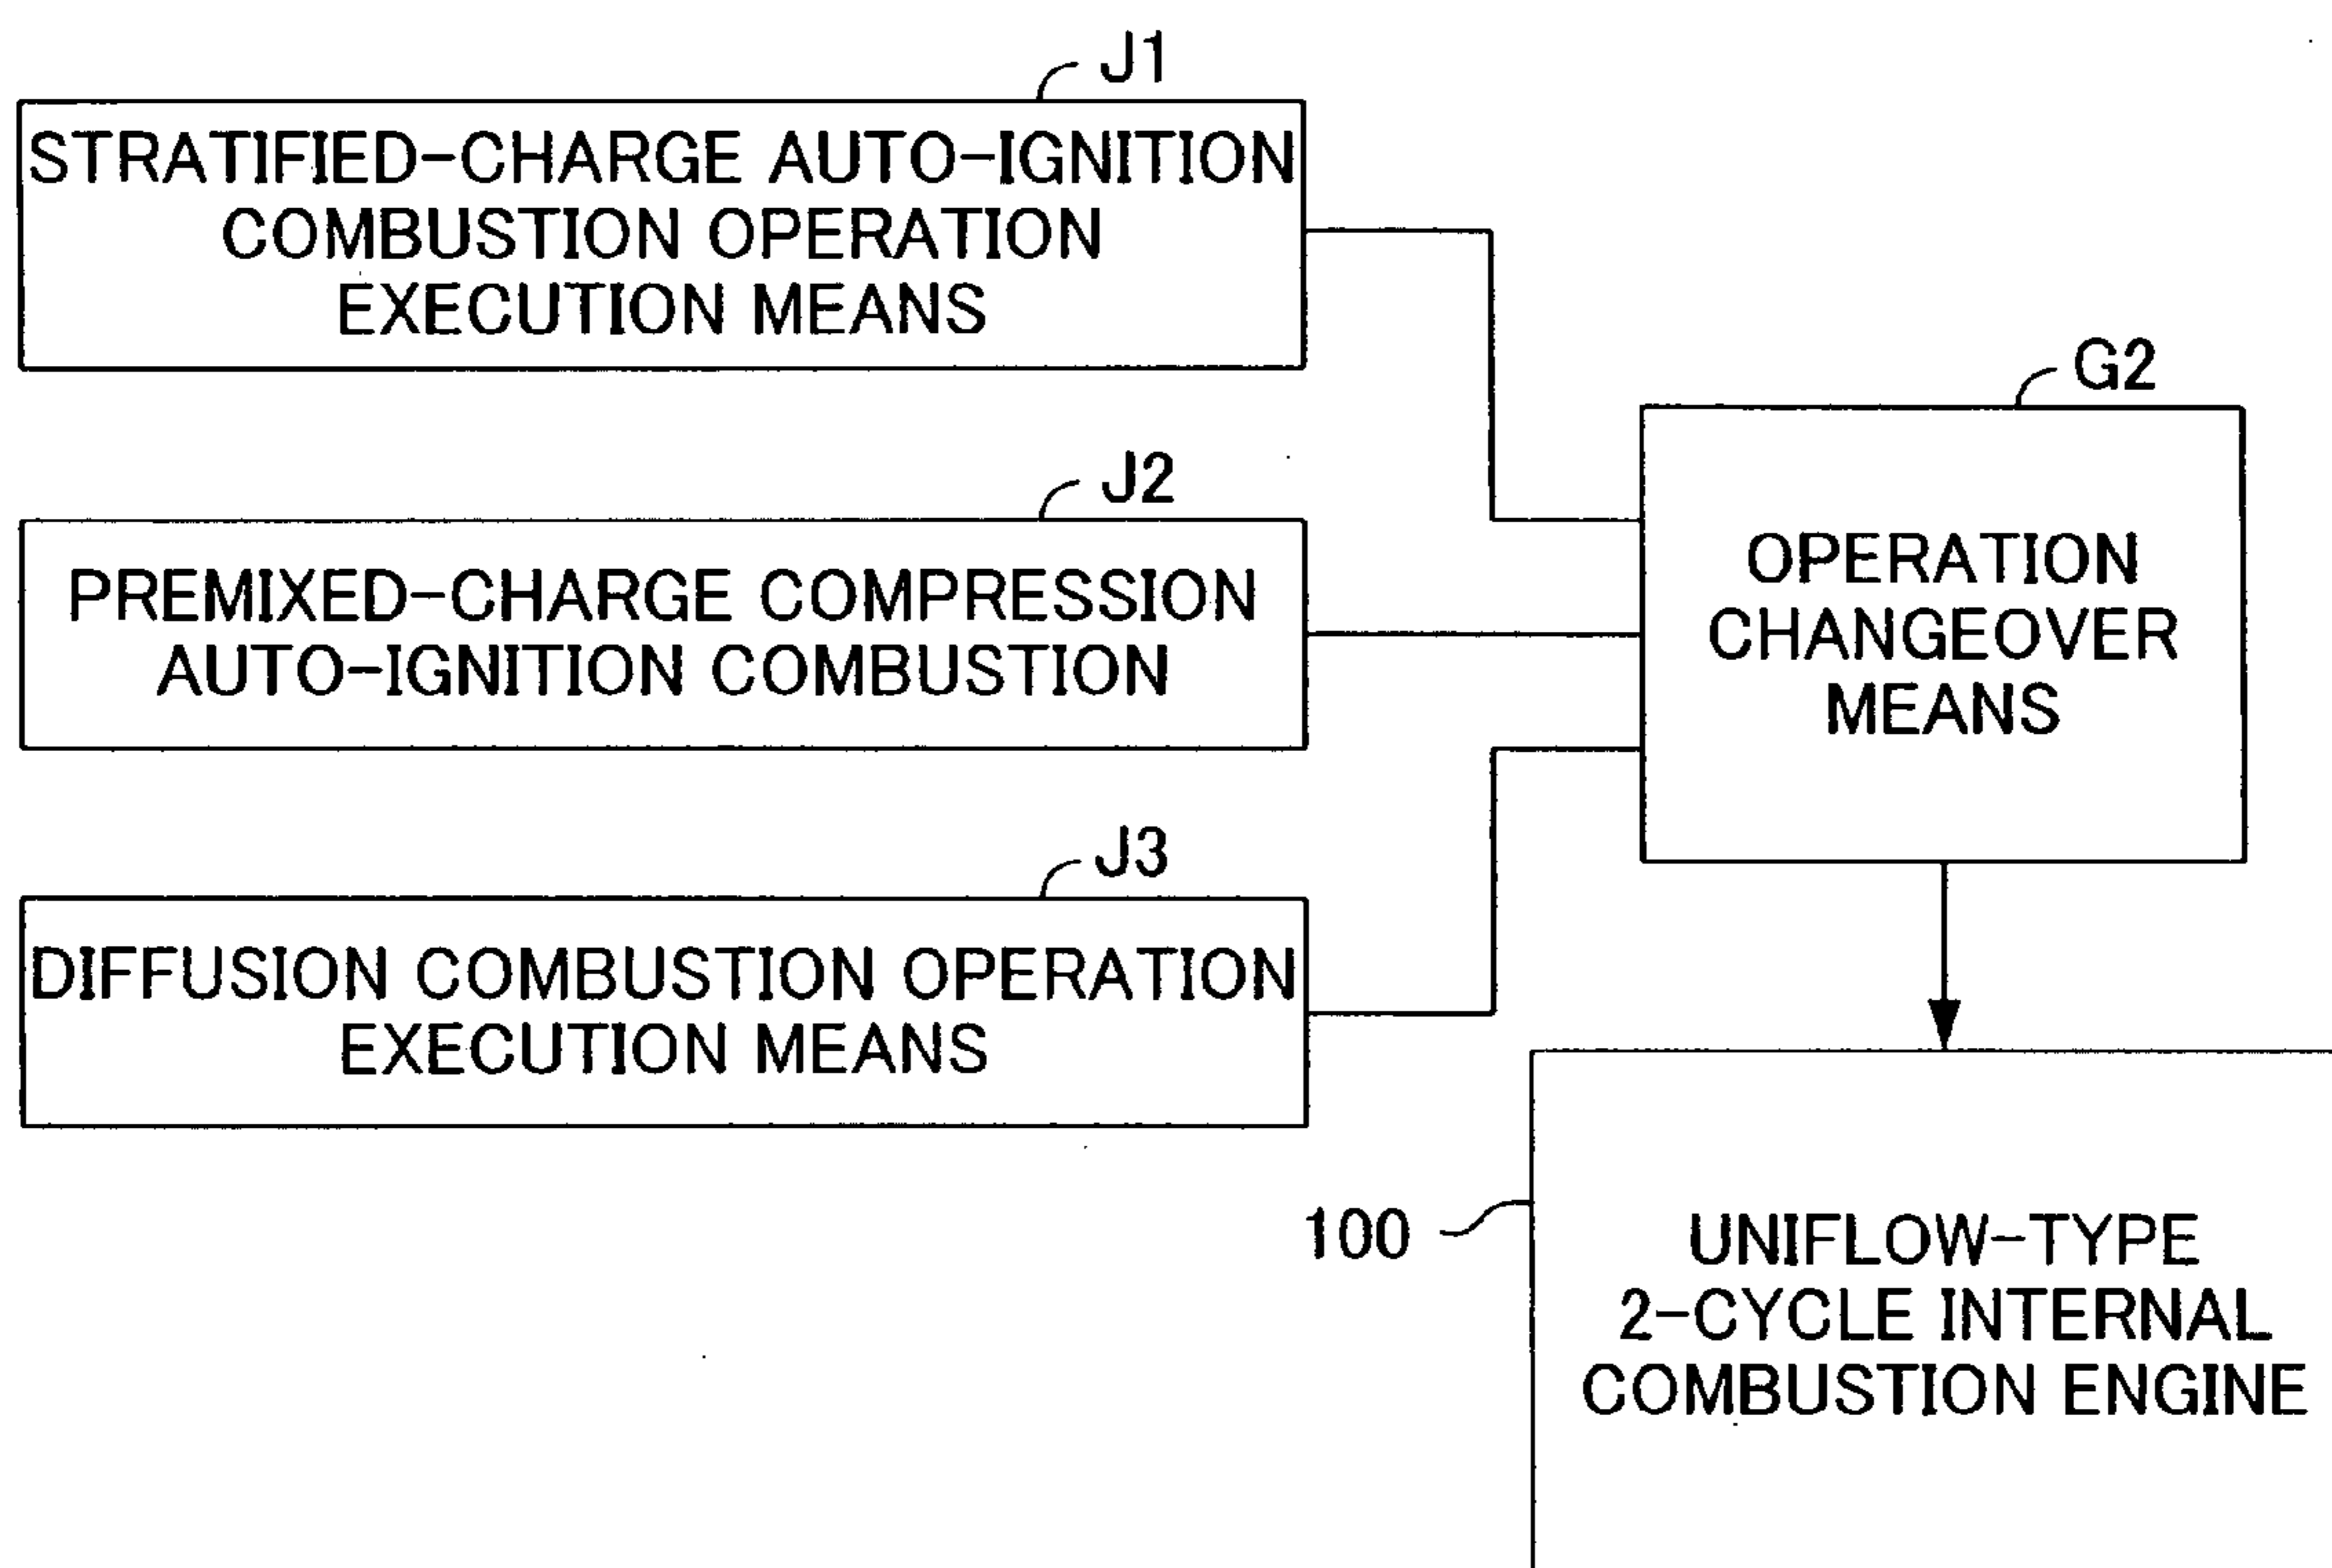 J1
STRATIFIED-CHARGE AUTO-IGNITION
COMBUSTION OPERATION
EXECUTION MEANS
G2
J2
PREMIXED-CHARGE COMPRESSION
AUTO-IGNITION COMBUSTION
OPERATION
CHANGEOVER
MEANS
J3
DIFFUSION COMBUSTION OPERATION
EXECUTION MEANS
100
UNIFLOW-TYPE
2-CYCLE INTERNAL
COMBUSTION ENGINE